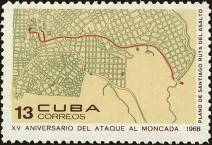 PLANO DE SANTIAGO RUTA DEL ASALTO
13 CUBA
CORREOS
XV ANIVERSARIO DEL ATAQUE AL MONCADA 1968